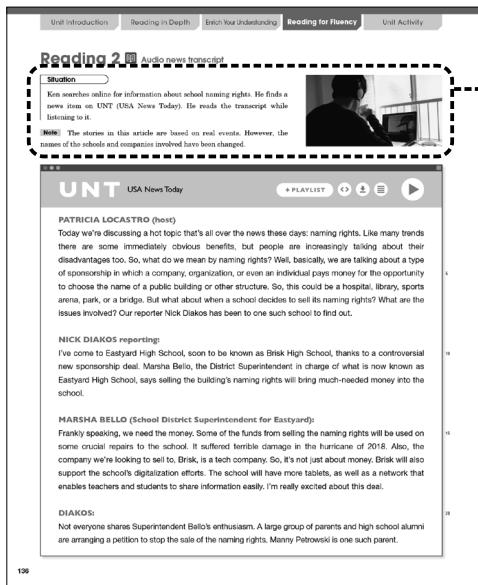 Unit Introduction Reading in Depth Enrich Your Understanding Reading for Fluency Unit Activity
Reading 2 Audio news transcript
Situation
Ken searches online for information about school naming rights. He finds a
news item on UNT (USA News Today). He reads the transcript while
listening to it.
Note The stories in this article are based on real events. However, the
names of the schools and companies involved have been changed.
UNT USA News Today + PLAYLIST
PATRICIA LOCASTRO (host)
Today we're discussing a hot topic that's all over the news these days: naming rights. Like many trends
there are some immediately obvious benefits, but people are increasingly talking about their
disadvantages too. So, what do we mean by naming rights? Well, basically, we are talking about a type
of sponsorship in which a company, organization, or even an individual pays money for the opportunity 5
to choose the name of a public building or other structure. So, this could be a hospital, library, sports
arena, park, or a bridge. But what about when a school decides to sell its naming rights? What are the
issues involved? Our reporter Nick Diakos has been to one such school to find out.
NICK DIAKOS reporting:
I've come to Eastyard High School, soon to be known as Brisk High School, thanks to a controversial 10
new sponsorship deal. Marsha Bello, the District Superintendent in charge of what is now known as
Eastyard High School, says selling the building's naming rights will bring much-needed money into the
school.
MARSHA BELLO (School District Superintendent for Eastyard):
Frankly speaking, we need the money. Some of the funds from selling the naming rights will be used on 15
some crucial repairs to the school. It suffered terrible damage in the hurricane of 2018. Also, the
company we're looking to sell to, Brisk, is a tech company. So, it's not just about money. Brisk will also
support the school's digitalization efforts. The school will have more tablets, as well as a network that
enables teachers and students to share information easily. I'm really excited about this deal.
DIAKOS: 20
Not everyone shares Superintendent Bello's enthusiasm. A large group of parents and high school alumni
are arranging a petition to stop the sale of the naming rights. Manny Petrowski is one such parent.
136